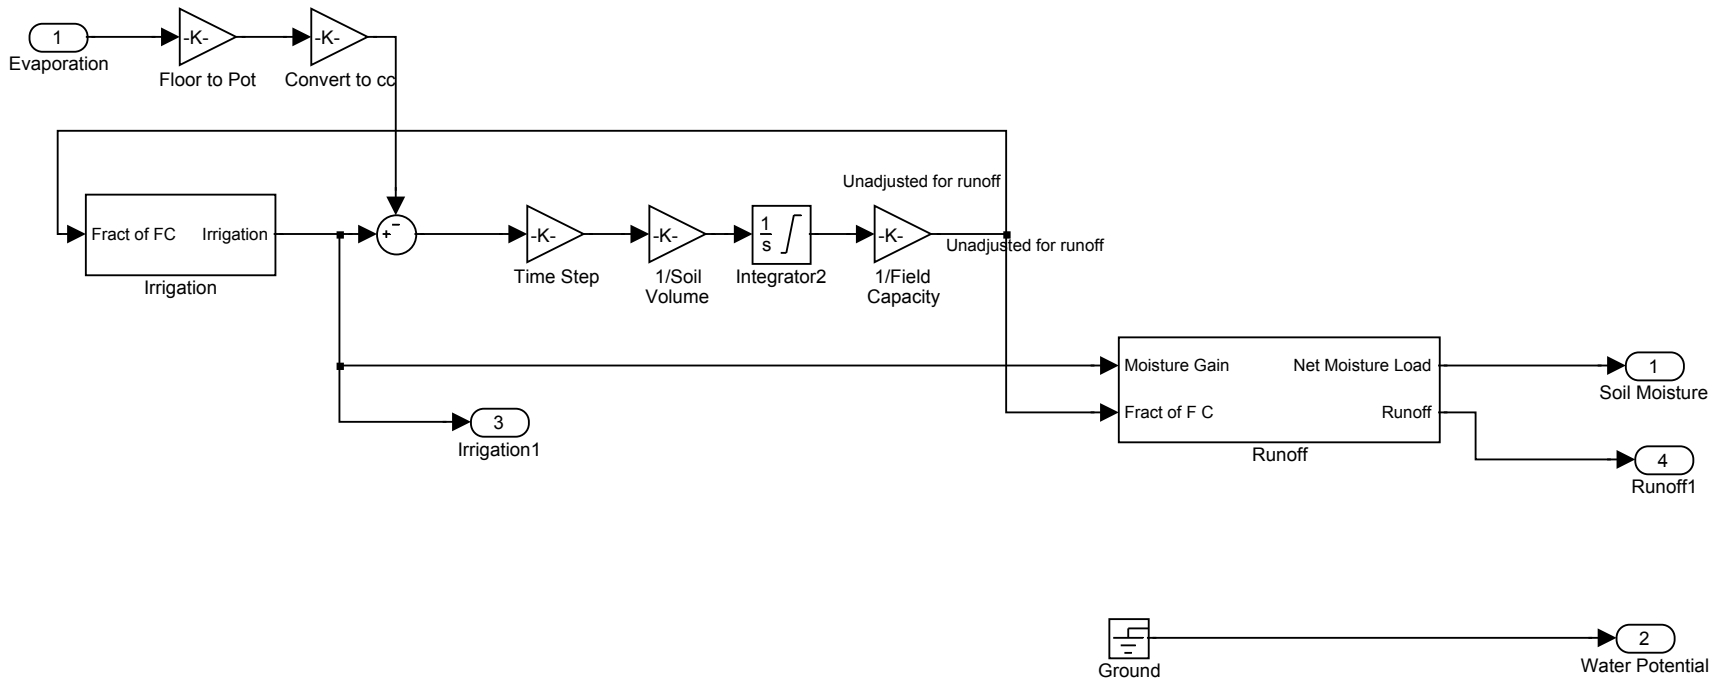 1
-K-
-K-
Evaporation
Floor to Pot
Convert to cc
Unadjusted for runoff
Fract of FC
Irrigation
+
−
-K-
-K-
1
s
-K-
Unadjusted for runoff
Irrigation
Time Step
1/Soil
Volume
Integrator2
1/Field
Capacity
Moisture Gain
Net Moisture Load
1
Soil Moisture
Fract of F C
Runoff
3
Irrigation1
Runoff
4
Runoff1
2
Ground
Water Potential